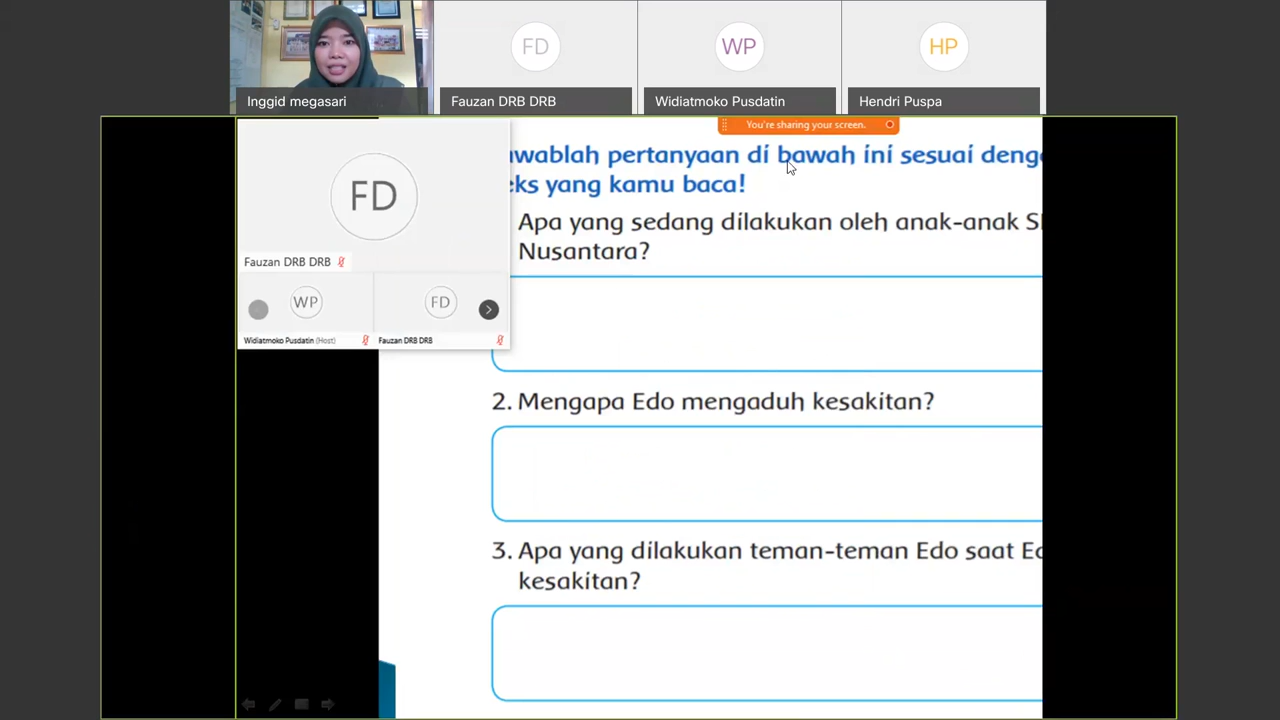 Inggid megasari
FD
Fauzan DRB DRB
WP
Widiatmoko Pusdatin
HP
Hendri Puspa
You're sharing your screen.
FD
Fauzan DRB DRB
WP
Widiatmoko Pusdatin (Host)
FD
Fauzan DRB DRB
awablah pertanyaan di bawah ini sesuai deng
eks yang kamu baca!
Apa yang sedang dilakukan oleh anak-anak S
Nusantara?
2. Mengapa Edo mengaduh kesakitan?
3. Apa yang dilakukan teman-teman Edo saat Ed
kesakitan?